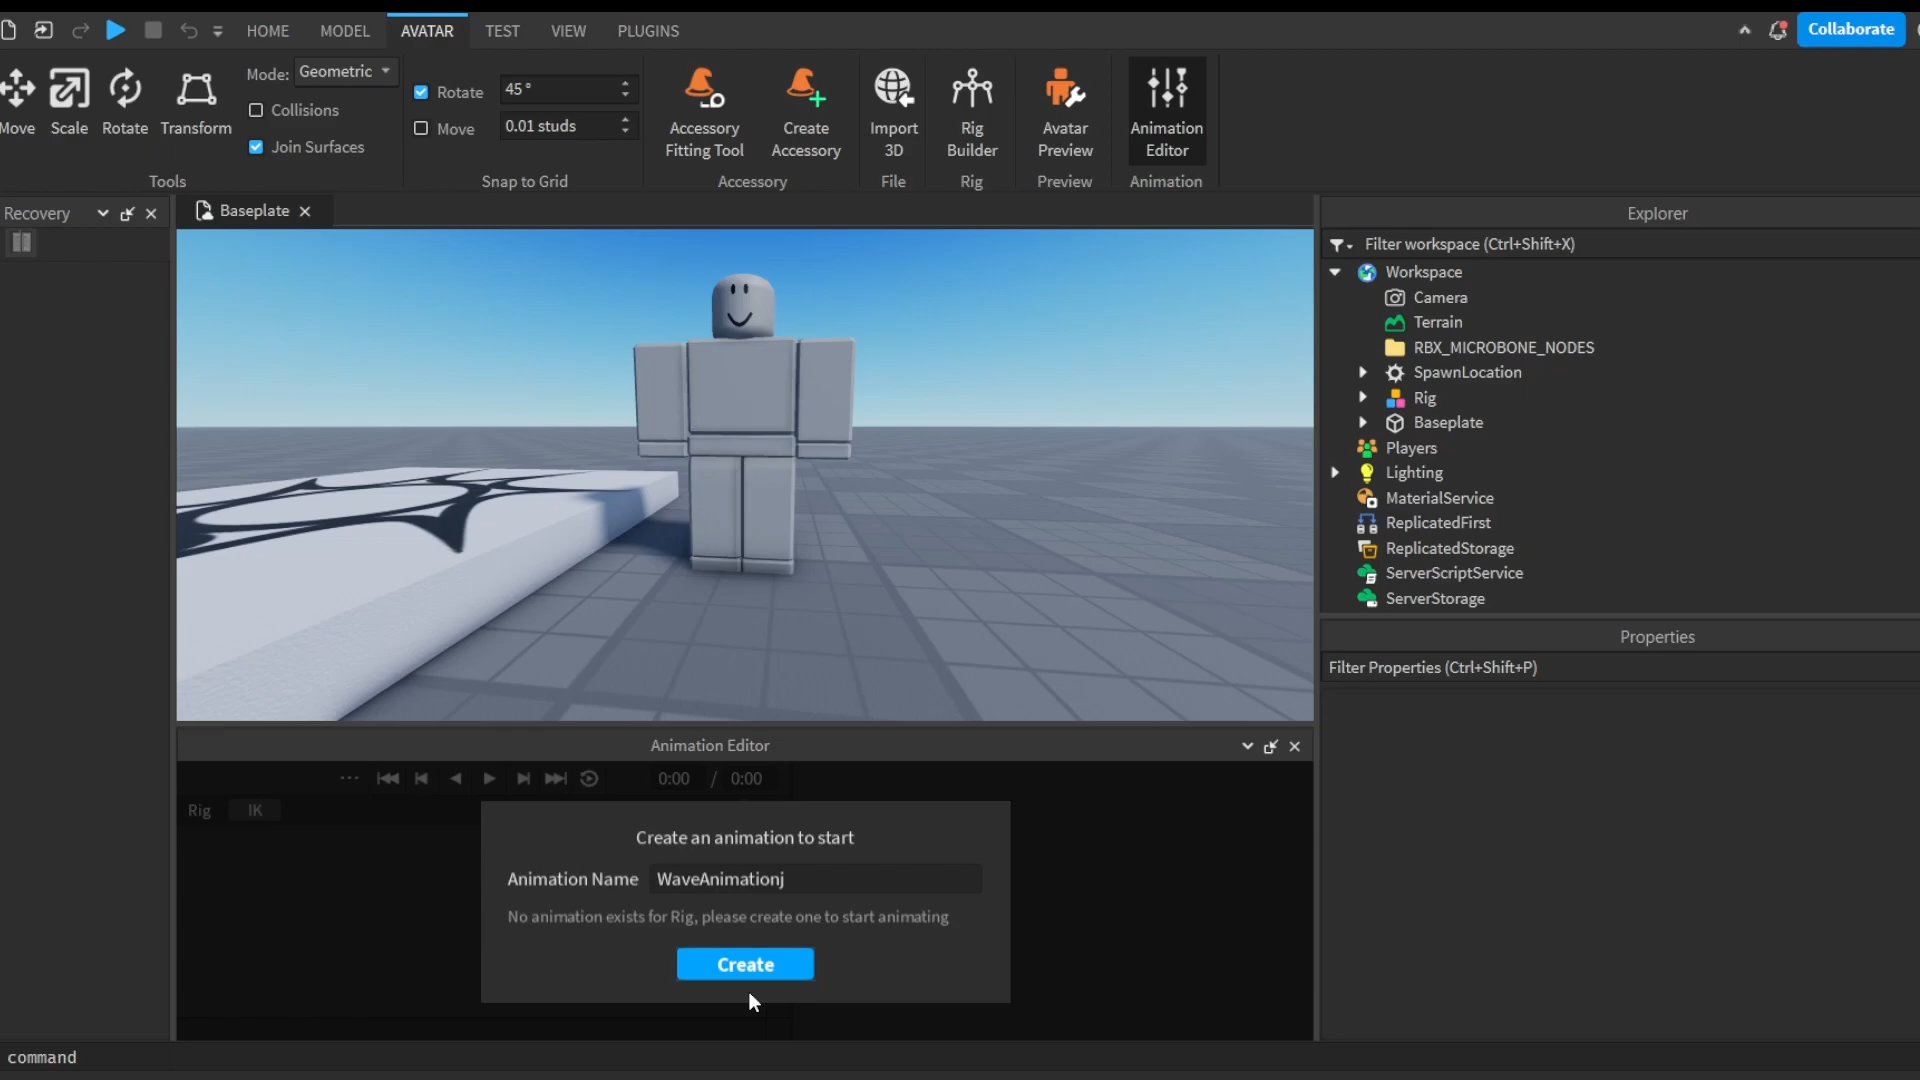 HOME
MODEL
AVATAR
TEST
VIEW
PLUGINS
Collaborate
Move
Scale
Rotate
Transform
Mode:
Geometric
Collisions
Join Surfaces
Tools
Rotate
45 °
Move
0.01 studs
Snap to Grid
Accessory
Fitting Tool
Create
Accessory
Accessory
Import
3D
File
Rig
Builder
Rig
Avatar
Preview
Preview
Animation
Editor
Animation
Recovery
Baseplate
Explorer
Filter workspace (Ctrl+Shift+X)
Workspace
Camera
Terrain
RBX_MICROBONE_NODES
SpawnLocation
Rig
Baseplate
Players
Lighting
MaterialService
ReplicatedFirst
ReplicatedStorage
ServerScriptService
ServerStorage
Properties
Filter Properties (Ctrl+Shift+P)
Animation Editor
0:00 / 0:00
Rig
IK
Create an animation to start
Animation Name
WaveAnimationj
No animation exists for Rig, please create one to start animating
Create
command